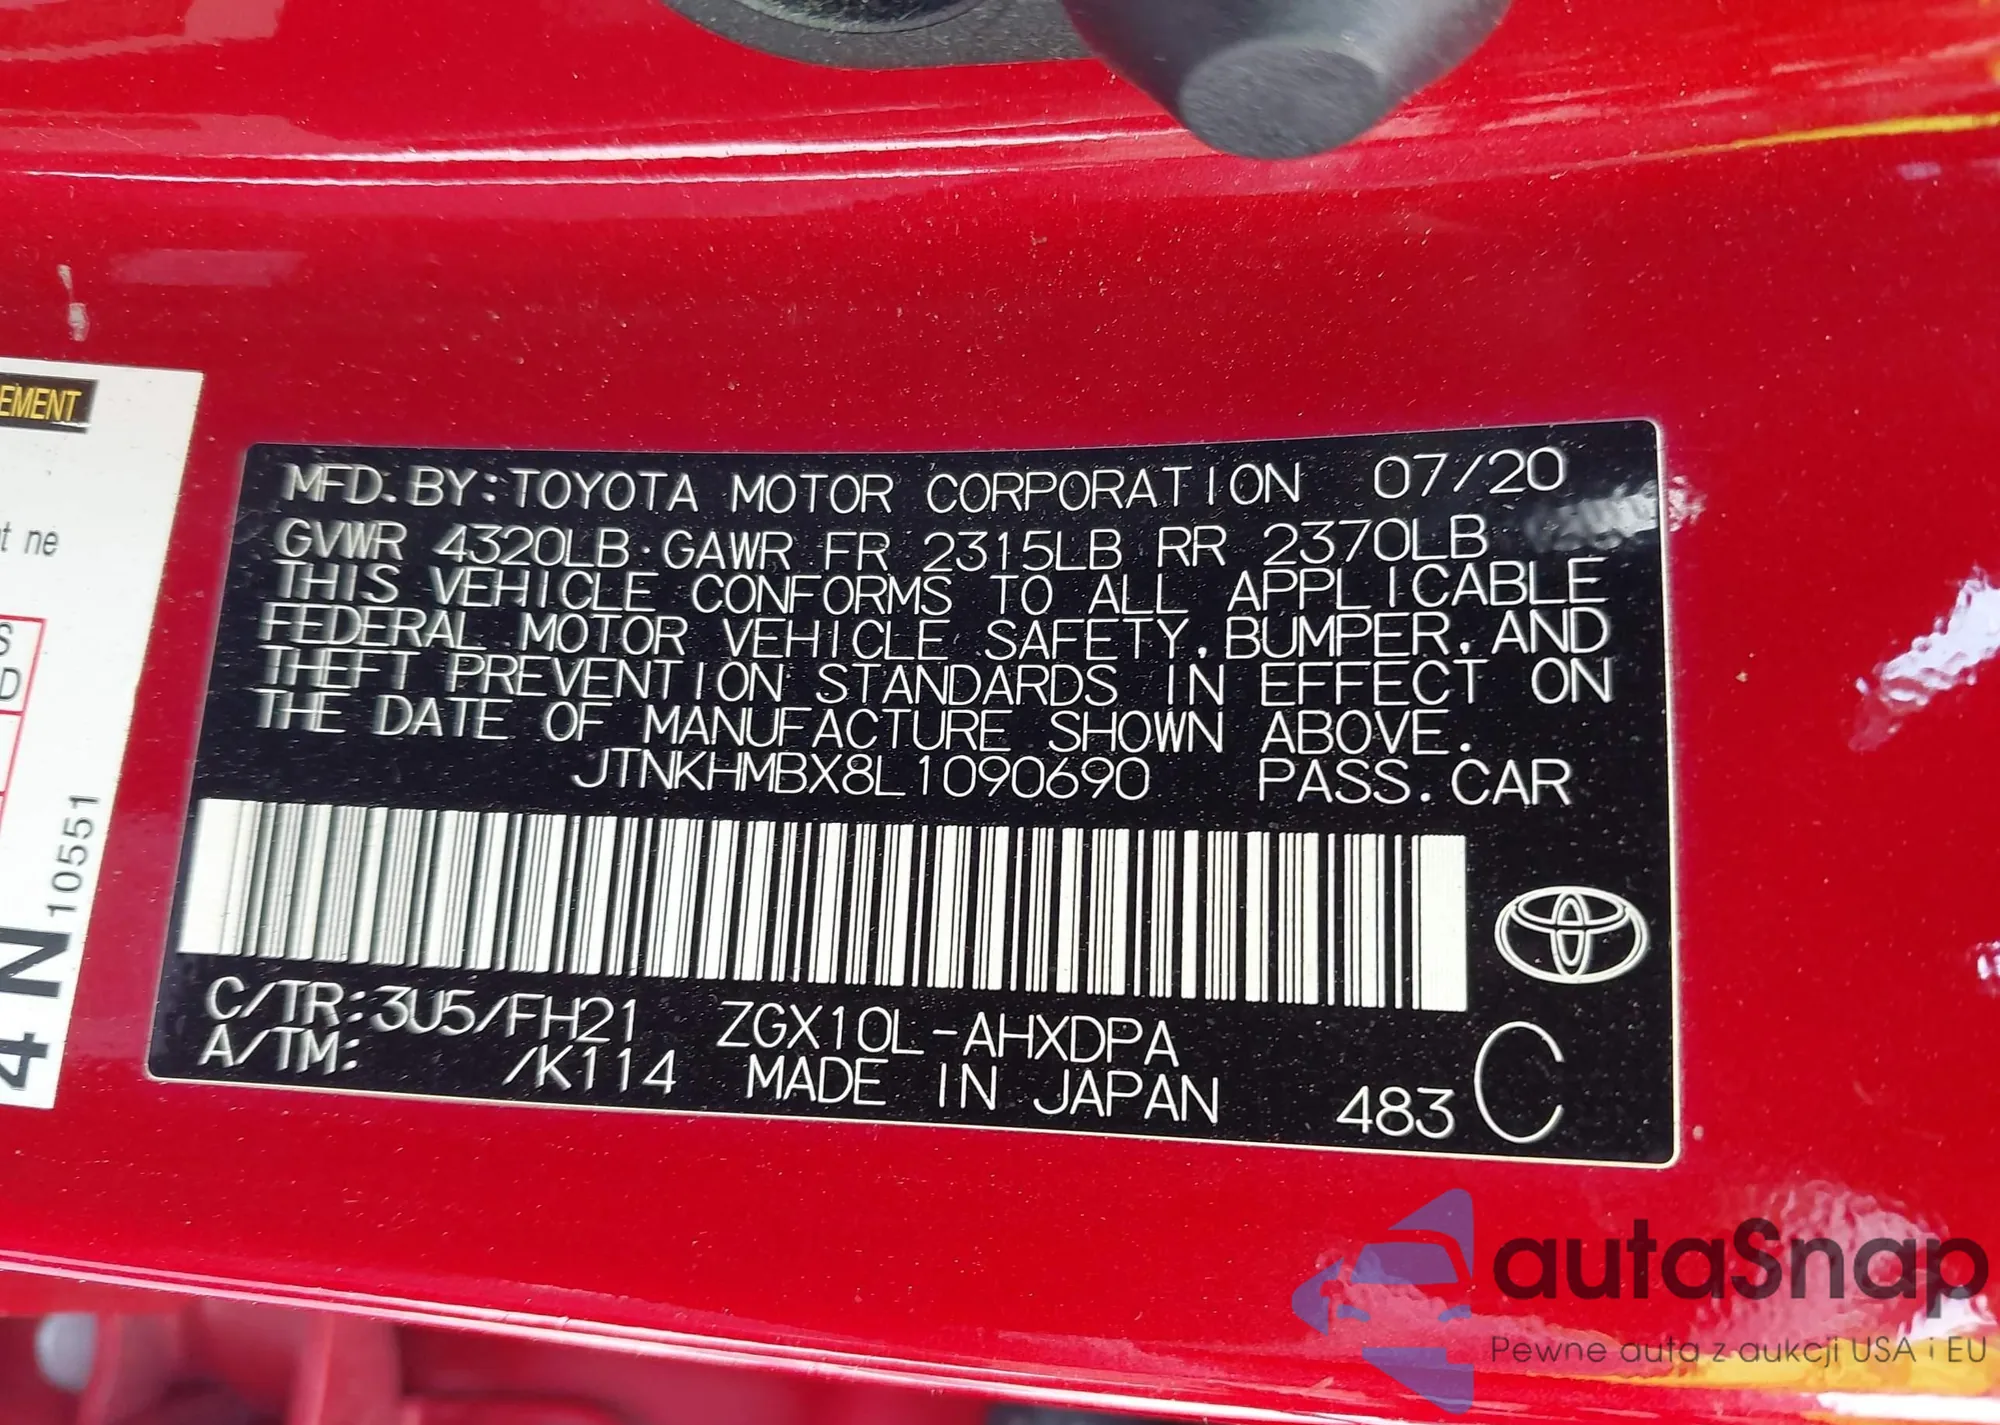 EMENT
t ne
S
D
4 N 10551
MFD. BY: TOYOTA MOTOR CORPORATION 07/20
GVWR 4320LB GAWR FR 2315LB RR 2370LB
THIS VEHICLE CONFORMS TO ALL APPLICABLE
FEDERAL MOTOR VEHICLE SAFETY, BUMPER, AND
THEFT PREVENTION STANDARDS IN EFFECT ON
THE DATE OF MANUFACTURE SHOWN ABOVE.
JTNKHMBX8L1090690 PASS. CAR
C/TR: 3U5/FH21 ZGX10L-AHXDPA
A/TM: /K114 MADE IN JAPAN 483 C
autaSnap
Pewne auta z aukcji USA i EU